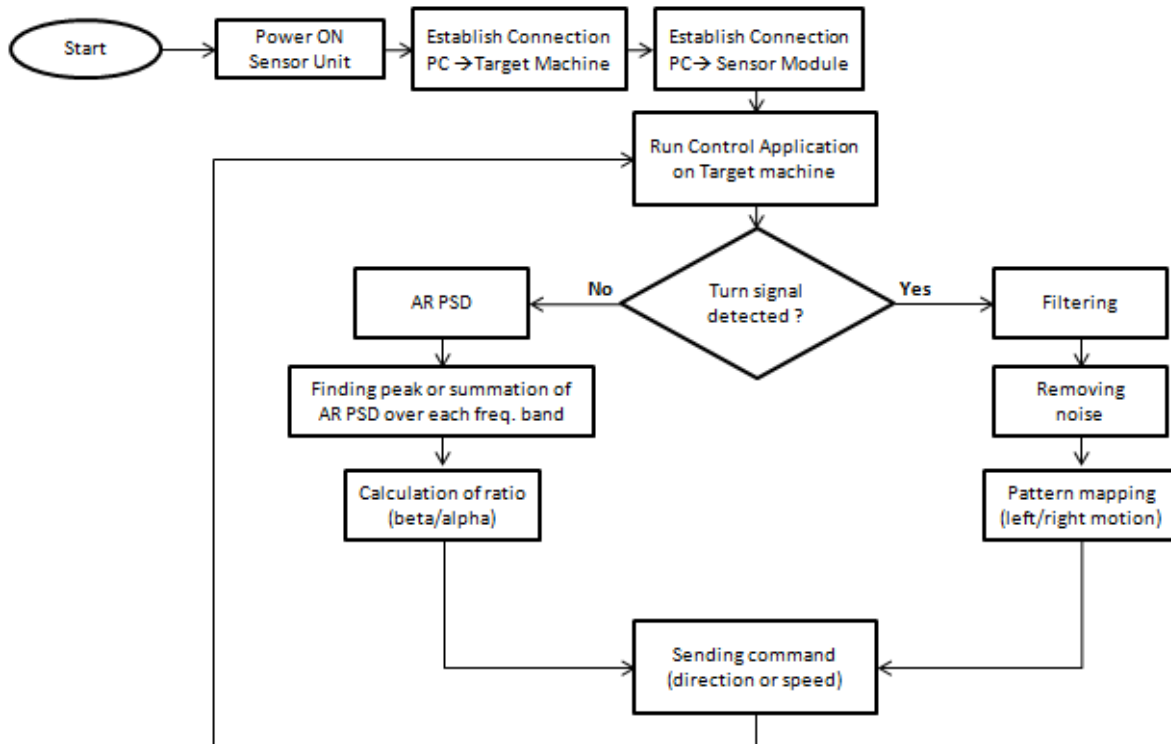 Start
Power ON
Sensor Unit
Establish Connection
PC →Target Machine
Establish Connection
PC→ Sensor Module
Run Control Application
on Target machine
Turn signal
detected ?
No
Yes
AR PSD
Finding peak or summation of
AR PSD over each freq. band
Calculation of ratio
(beta/alpha)
Filtering
Removing
noise
Pattern mapping
(left/right motion)
Sending command
(direction or speed)